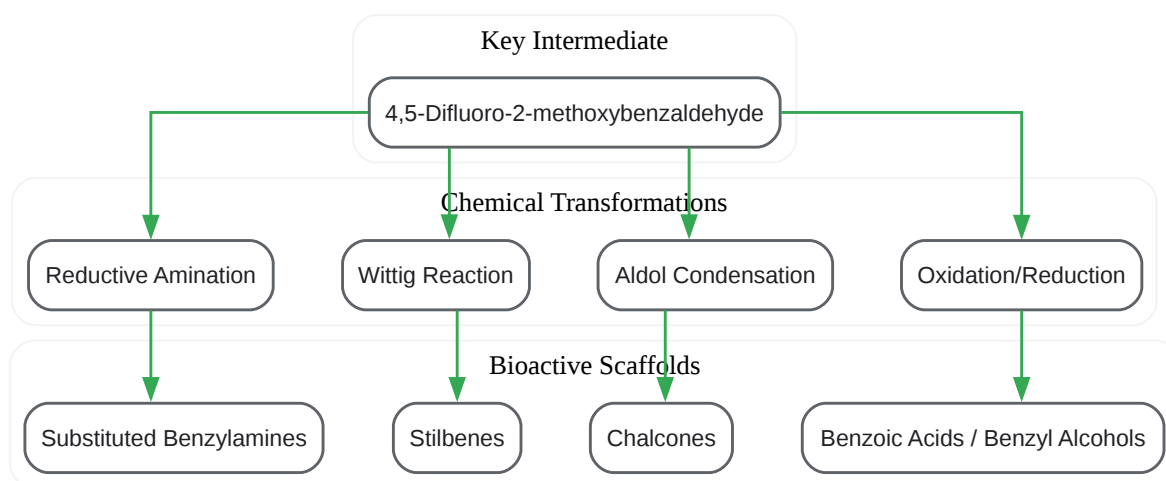 Key Intermediate
4,5-Difluoro-2-methoxybenzaldehyde
Chemical Transformations
Reductive Amination
Wittig Reaction
Aldol Condensation
Oxidation/Reduction
Bioactive Scaffolds
Substituted Benzylamines
Stilbenes
Chalcones
Benzoic Acids / Benzyl Alcohols